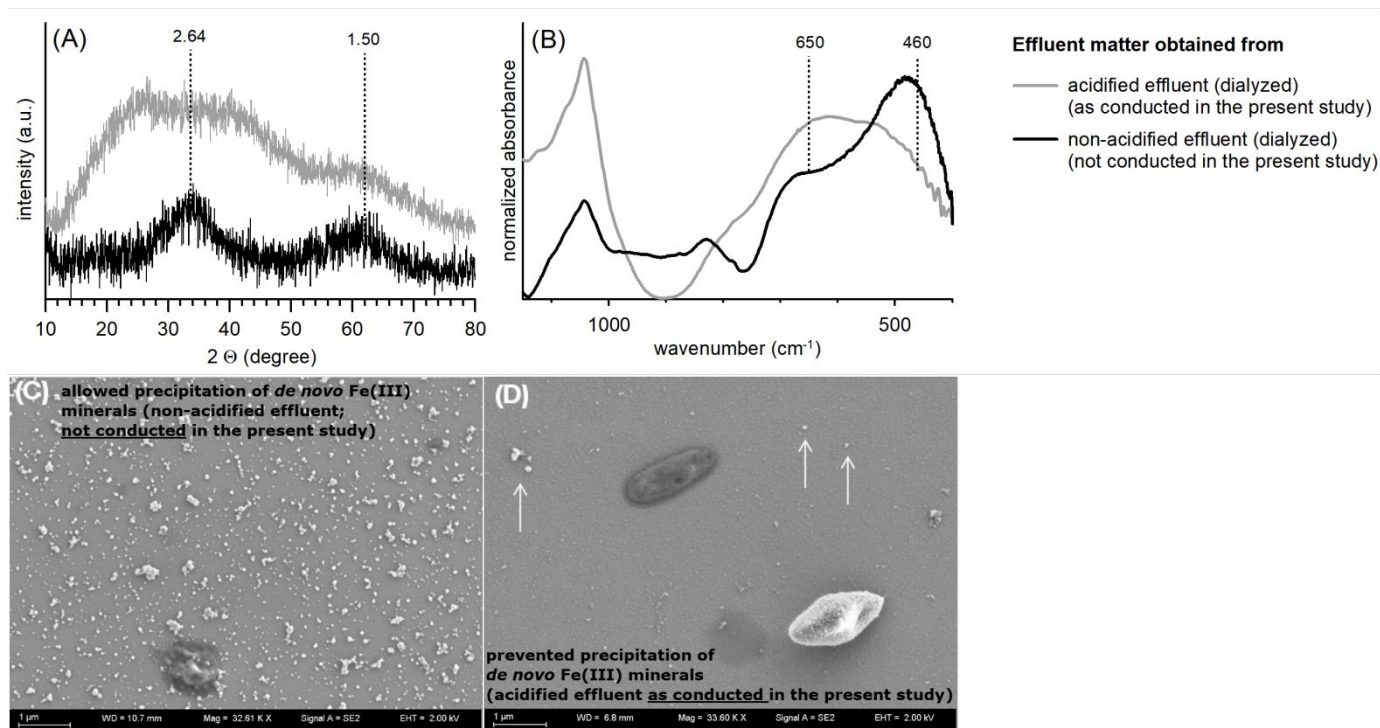 (A)
2.64
1.50
intensity (a.u.)
10 20 30 40 50 60 70 80
2 Θ (degree)
(B)
650
460
normalized absorbance
1000
500
wavenumber (cm⁻¹)
Effluent matter obtained from
acidified effluent (dialyzed)
(as conducted in the present study)
non-acidified effluent (dialyzed)
(not conducted in the present study)
(C)
allowed precipitation of de novo Fe(III)
minerals (non-acidified effluent;
not conducted in the present study)
1 µm WD = 10.7 mm Mag = 32.61 K X Signal A = SE2 EHT = 2.00 kV
(D)
prevented precipitation of
de novo Fe(III) minerals
(acidified effluent as conducted in the present study)
1 µm WD = 6.8 mm Mag = 33.60 K X Signal A = SE2 EHT = 2.00 kV